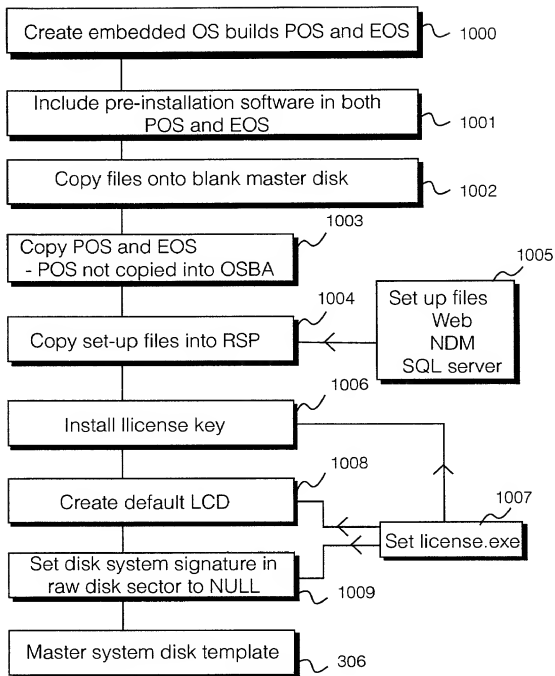 Create embedded OS builds POS and EOS
1000
Include pre-installation software in both
POS and EOS
1001
Copy files onto blank master disk
1002
1003
Copy POS and EOS
- POS not copied into OSBA
1004
Copy set-up files into RSP
1005
Set up files
Web
NDM
SQL server
1006
Install Ilicense key
1008
Create default LCD
1007
Set license.exe
Set disk system signature in
raw disk sector to NULL
1009
Master system disk template
306